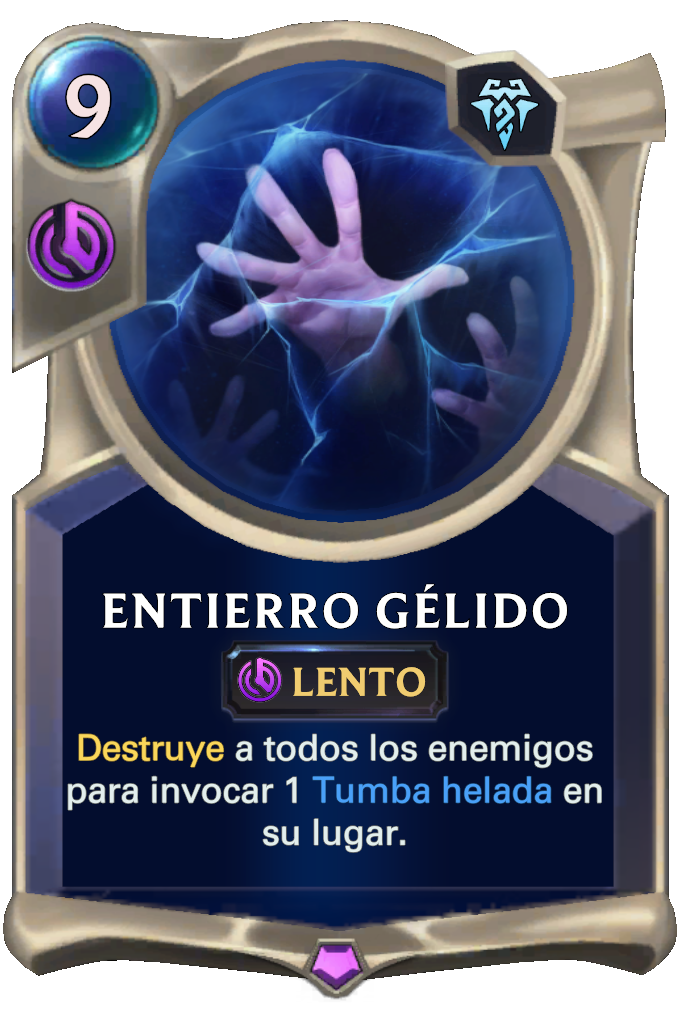 9
ENTIERRO GÉLIDO
LENTO
Destruye a todos los enemigos
para invocar 1 Tumba helada en
su lugar.